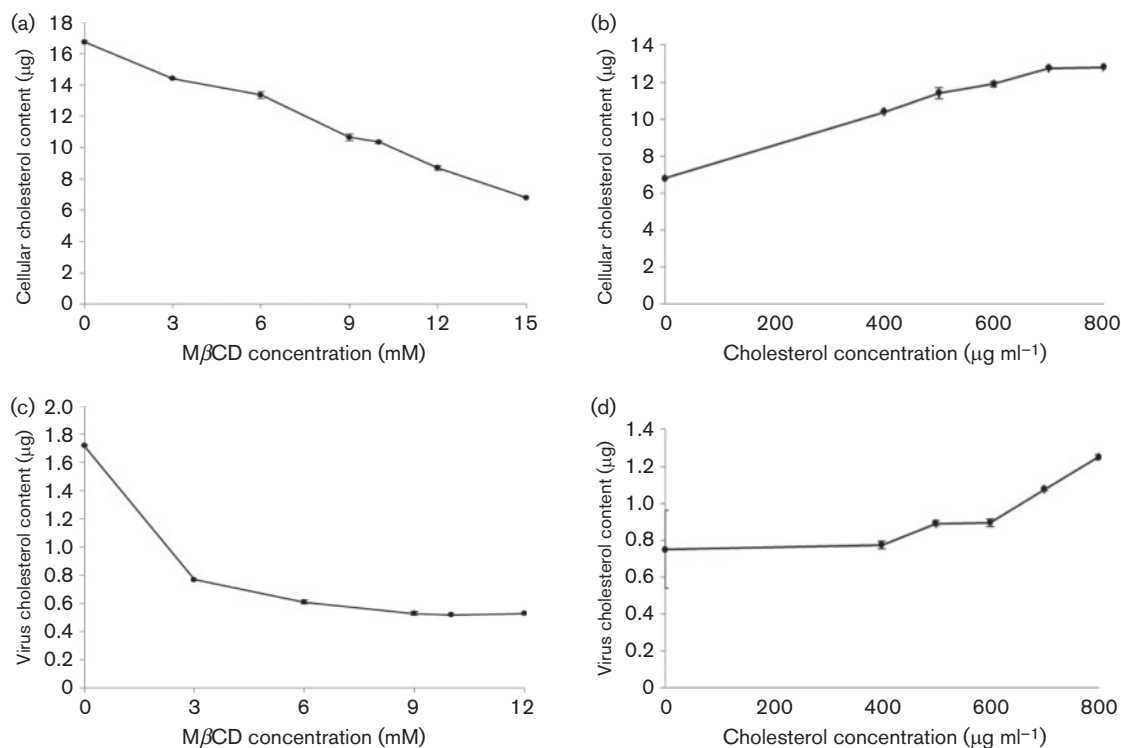 (a)
Cellular cholesterol content (µg)
18
16
14
12
10
8
6
4
2
0
0 3 6 9 12 15
MβCD concentration (mM)
(b)
Cellular cholesterol content (µg)
14
12
10
8
6
4
2
0
0 200 400 600 800
Cholesterol concentration (µg ml⁻¹)
(c)
Virus cholesterol content (µg)
2.0
1.8
1.6
1.4
1.2
1.0
0.8
0.6
0.4
0.2
0
0 3 6 9 12
MβCD concentration (mM)
(d)
Virus cholesterol content (µg)
1.4
1.2
1.0
0.8
0.6
0.4
0.2
0
0 200 400 600 800
Cholesterol concentration (µg ml⁻¹)